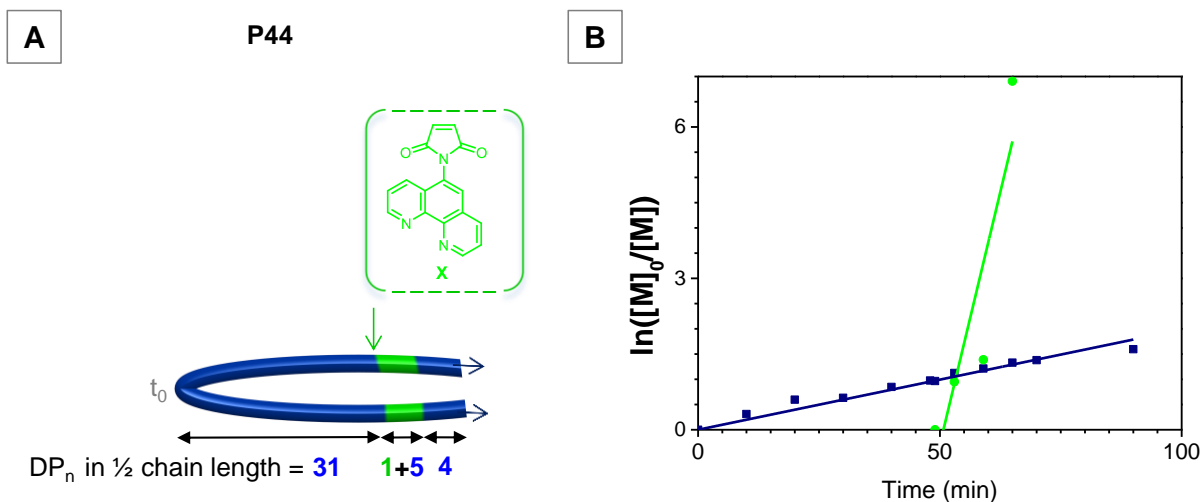 A
P44
O
O
N
N
N
X
t₀
DPₙ in ½ chain length = 31 1+5 4
B
ln([M]₀/[M])
6
3
0
0
50
100
Time (min)